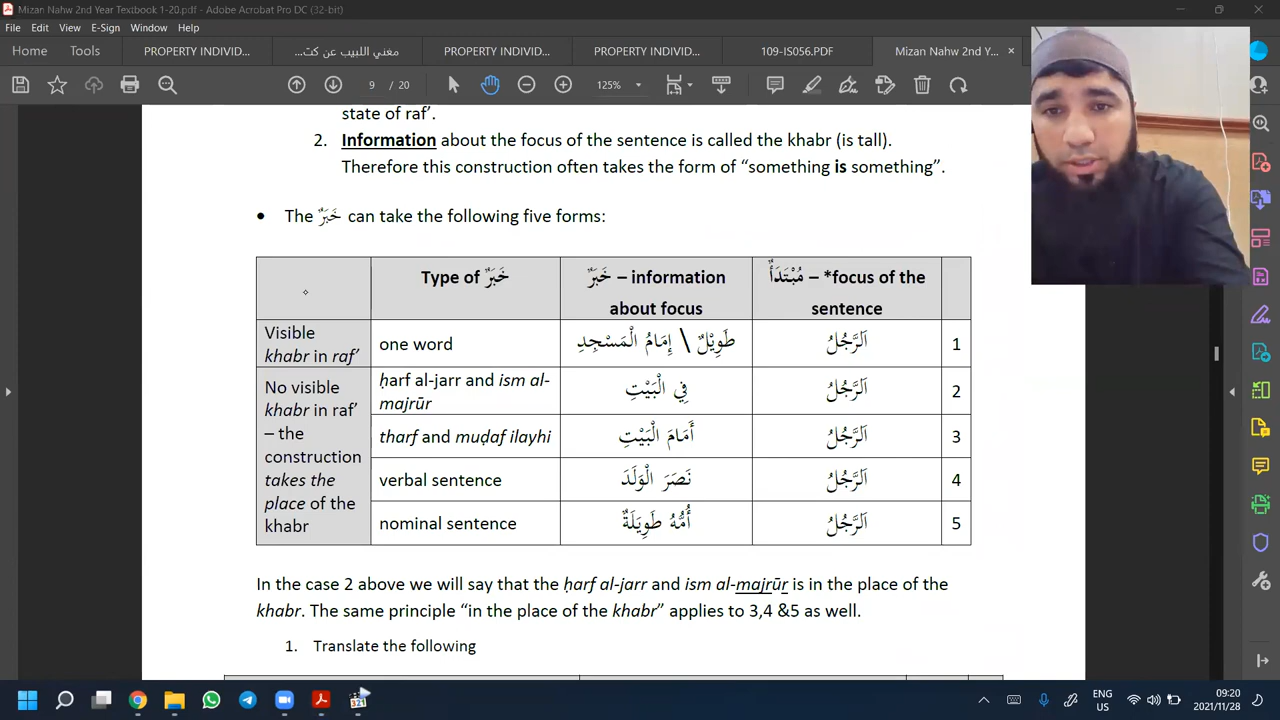 Mizan Nahw 2nd Year Textbook 1-20.pdf - Adobe Acrobat Pro DC (32-bit)
File Edit View E-Sign Window Help
Home Tools PROPERTY INDIVID... مغني اللبيب عن كت... PROPERTY INDIVID... PROPERTY INDIVID... 109-IS056.PDF Mizan Nahw 2nd Ye... ×
9 / 20 125%
state of raf’.
2. Information about the focus of the sentence is called the khabr (is tall).
Therefore this construction often takes the form of “something is something”.
• The خَبَرٌ can take the following five forms:
Type of خَبَرٌ
خَبَرٌ – information about focus
مُبْتَدَأٌ – *focus of the sentence
Visible khabr in raf’
one word
طَوِيْلٌ \ إِمَامُ الْمَسْجِدِ
اَلرَّجُلُ
1
No visible khabr in raf’ – the construction takes the place of the khabr
ḥarf al-jarr and ism al-majrūr
فِي الْبَيْتِ
اَلرَّجُلُ
2
tharf and muḍaf ilayhi
أَمَامَ الْبَيْتِ
اَلرَّجُلُ
3
verbal sentence
نَصَرَ الْوَلَدَ
اَلرَّجُلُ
4
nominal sentence
أُمُّهُ طَوِيَلَةٌ
اَلرَّجُلُ
5
In the case 2 above we will say that the ḥarf al-jarr and ism al-majrūr is in the place of the
khabr. The same principle “in the place of the khabr” applies to 3,4 &5 as well.
1. Translate the following
321
ENG
US
09:20
2021/11/28